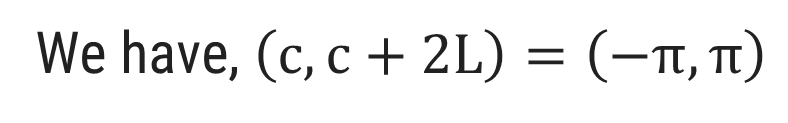 We have, (c, c + 2L) = (−π, π)